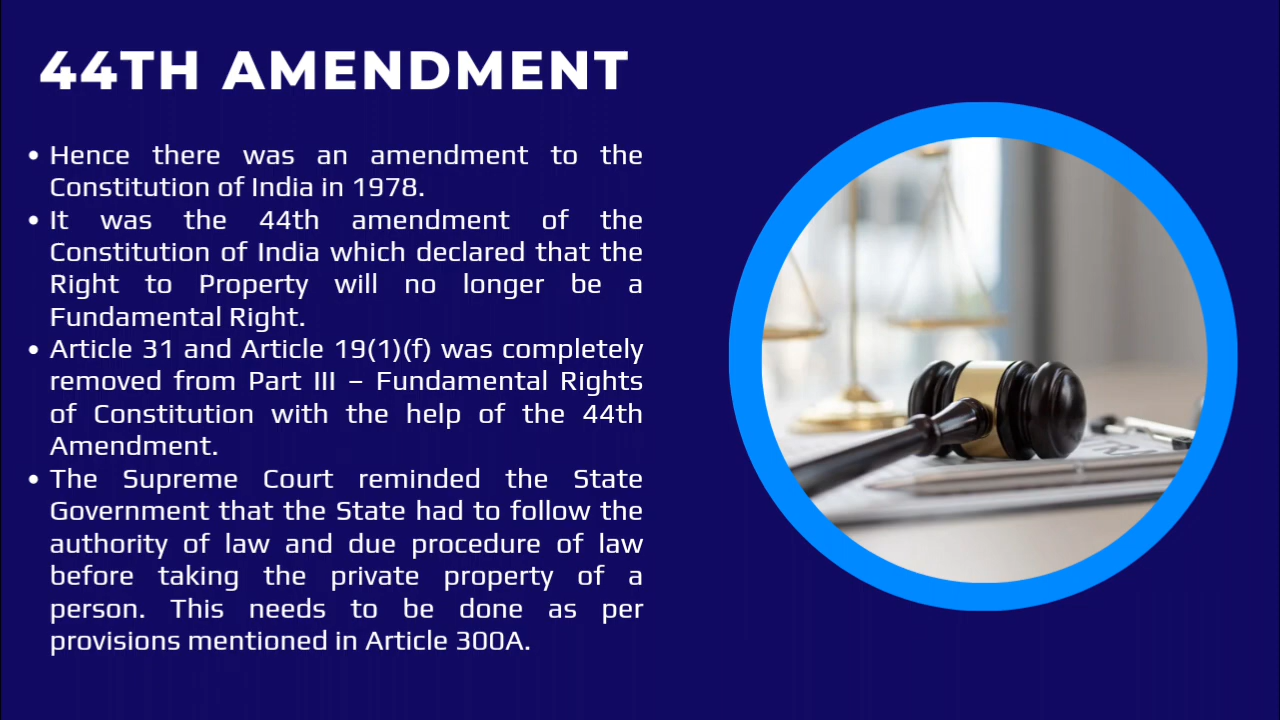 44TH AMENDMENT
• Hence there was an amendment to the
Constitution of India in 1978.
• It was the 44th amendment of the
Constitution of India which declared that the
Right to Property will no longer be a
Fundamental Right.
• Article 31 and Article 19(1)(f) was completely
removed from Part III – Fundamental Rights
of Constitution with the help of the 44th
Amendment.
• The Supreme Court reminded the State
Government that the State had to follow the
authority of law and due procedure of law
before taking the private property of a
person. This needs to be done as per
provisions mentioned in Article 300A.